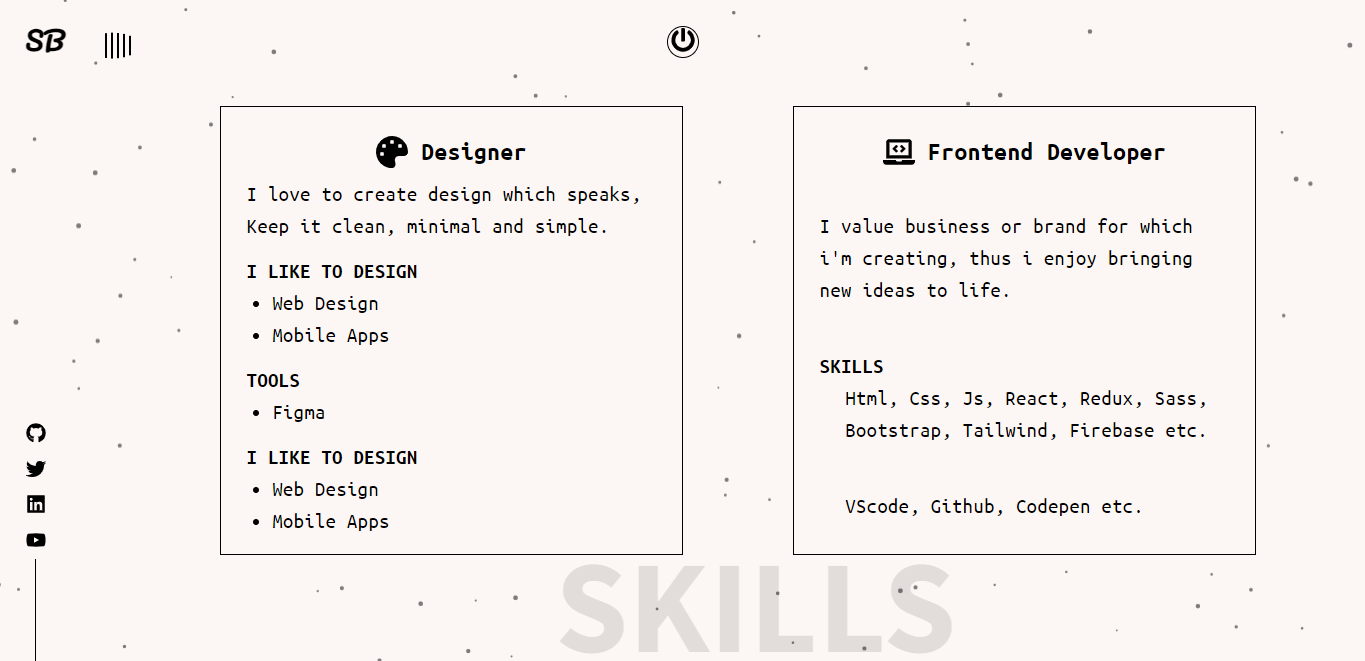 SB
Designer
I love to create design which speaks,
Keep it clean, minimal and simple.
I LIKE TO DESIGN
Web Design
Mobile Apps
TOOLS
Figma
I LIKE TO DESIGN
Web Design
Mobile Apps
Frontend Developer
I value business or brand for which
i'm creating, thus i enjoy bringing
new ideas to life.
SKILLS
Html, Css, Js, React, Redux, Sass,
Bootstrap, Tailwind, Firebase etc.
VScode, Github, Codepen etc.
in
SKILLS